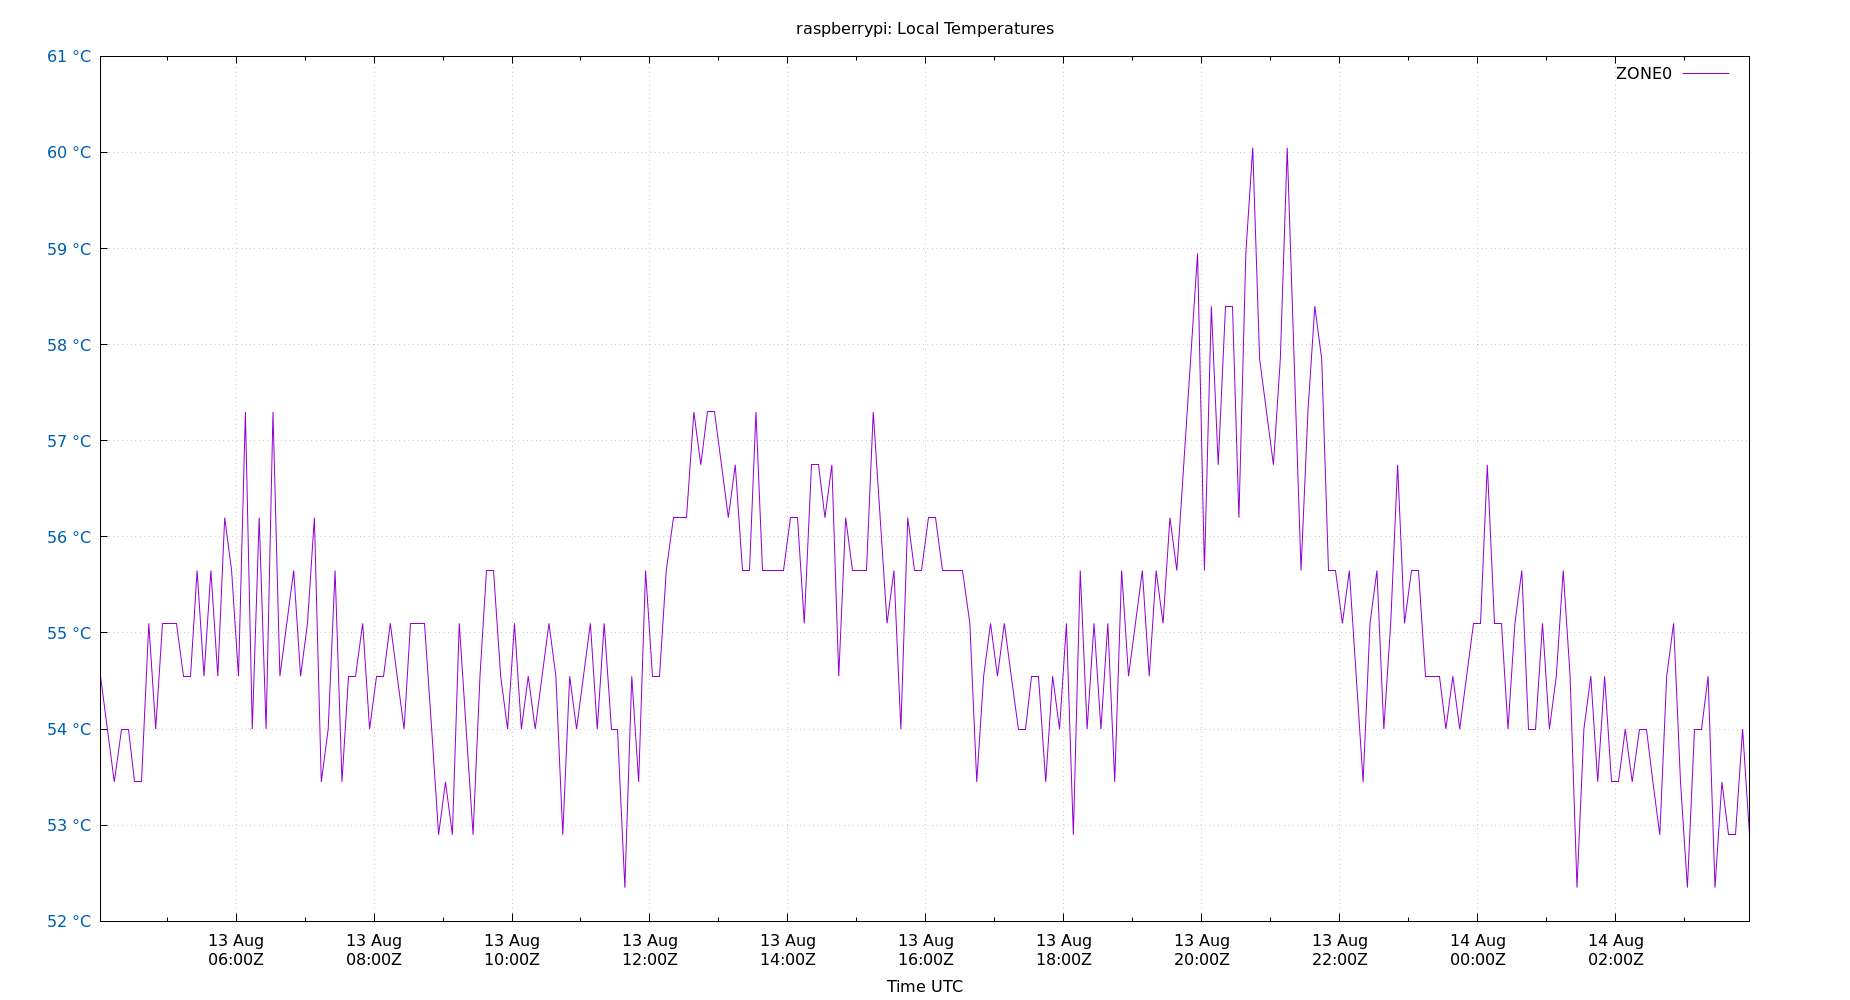 raspberrypi: Local Temperatures
ZONE0
61 °C
60 °C
59 °C
58 °C
57 °C
56 °C
55 °C
54 °C
53 °C
52 °C
13 Aug 13 Aug 13 Aug 13 Aug 13 Aug 13 Aug 13 Aug 13 Aug 13 Aug 14 Aug 14 Aug
06:00Z 08:00Z 10:00Z 12:00Z 14:00Z 16:00Z 18:00Z 20:00Z 22:00Z 00:00Z 02:00Z
Time UTC